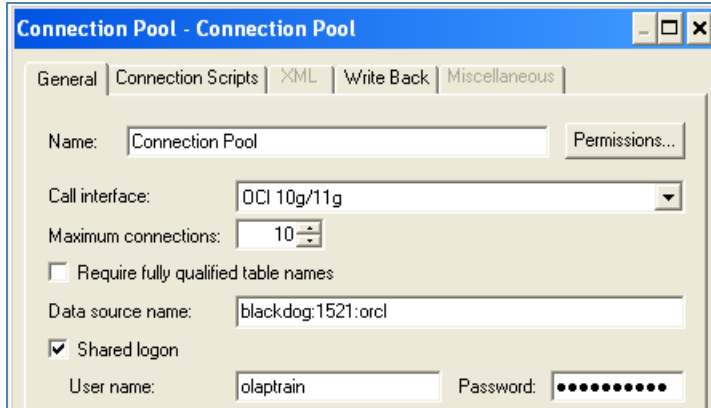 Connection Pool - Connection Pool
General Connection Scripts XML Write Back Miscellaneous
Name: Connection Pool Permissions...
Call interface: OCI 10g/11g
Maximum connections: 10
Require fully qualified table names
Data source name: blackdog:1521:orcl
Shared logon
User name: olaptrain Password: ●●●●●●●●●●